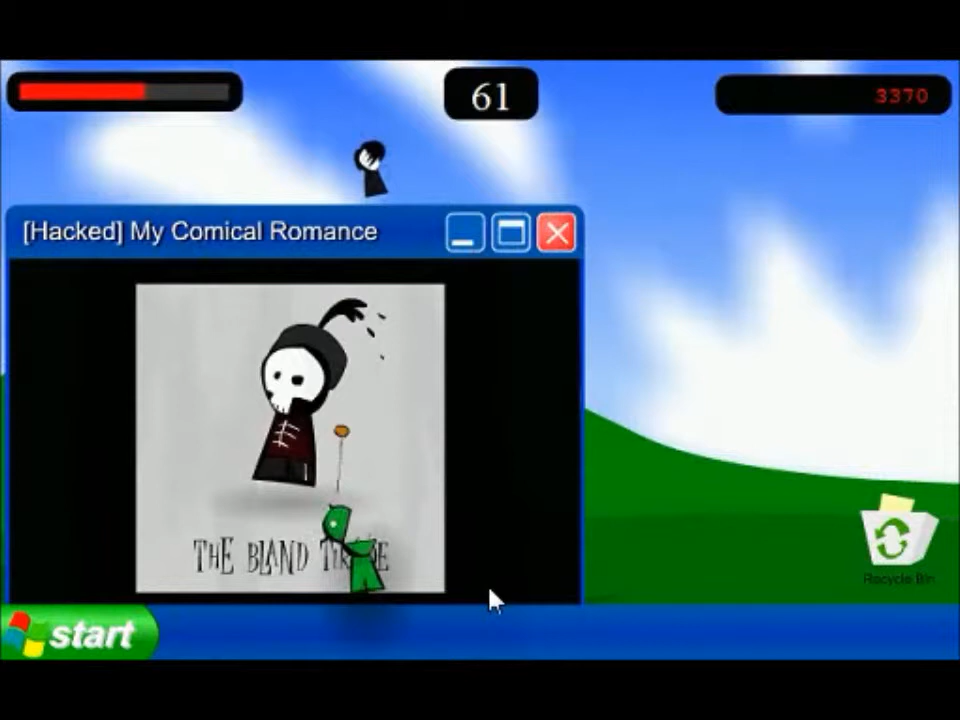 61
3370
[Hacked] My Comical Romance
THE BLAND
Recycle Bin
start